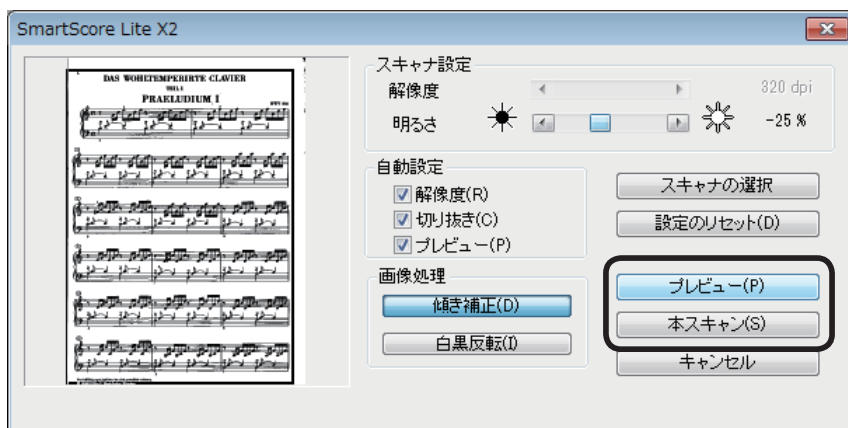 SmartScore Lite X2
DAS WOHLTEMPERIRTE CLAVIER
TEIL I
PRAELUDIUM I
スキャナ設定
解像度
320 dpi
明るさ
-25 %
自動設定
解像度(R)
切り抜き(C)
プレビュー(P)
スキャナの選択
設定のリセット(D)
画像処理
傾き補正(D)
白黒反転(I)
プレビュー(P)
本スキャン(S)
キャンセル